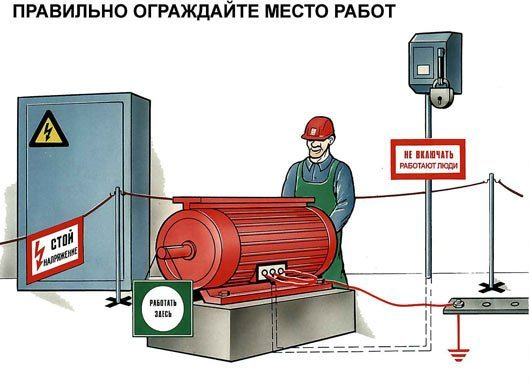 ПРАВИЛЬНО ОГРАЖДАЙТЕ МЕСТО РАБОТ
НЕ ВКЛЮЧАТЬ
РАБОТАЮТ ЛЮДИ
СТОЙ
НАПРЯЖЕНИЕ
РАБОТАТЬ
ЗДЕСЬ